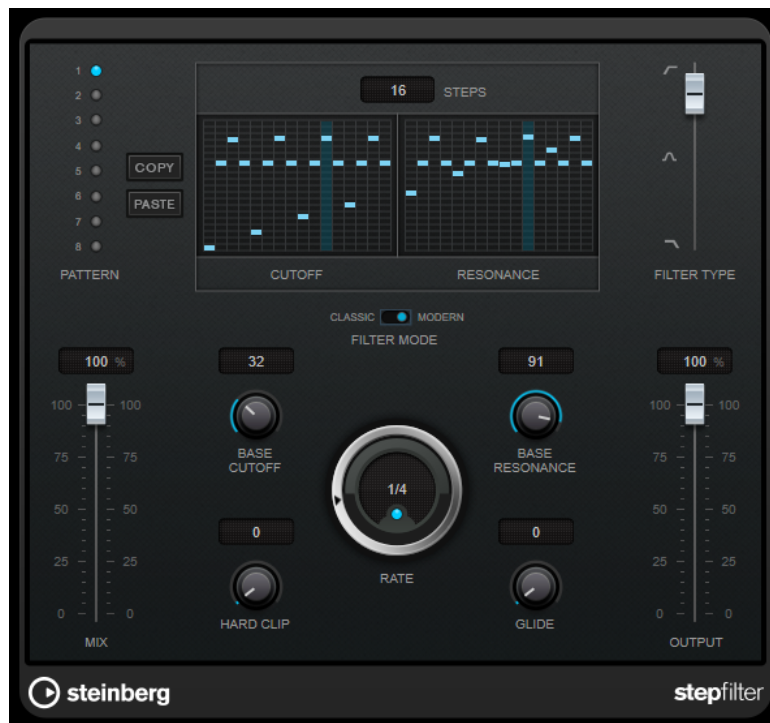 1
2
3
4
5
6
7
8
PATTERN
COPY
PASTE
16 STEPS
CUTOFF RESONANCE
FILTER TYPE
CLASSIC MODERN
FILTER MODE
100 %
100 100
75 75
50 50
25 25
0 0
MIX
32
BASE
CUTOFF
0
HARD CLIP
1/4
RATE
91
BASE
RESONANCE
0
GLIDE
100 %
100 100
75 75
50 50
25 25
0 0
OUTPUT
steinberg
stepfilter